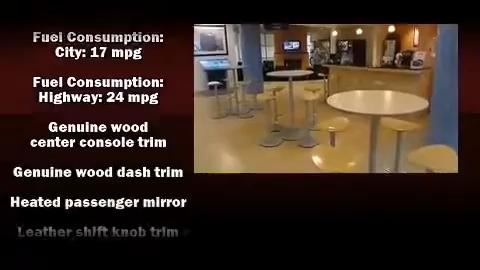 Fuel Consumption:
City: 17 mpg
Fuel Consumption:
Highway: 24 mpg
Genuine wood
center console trim
Genuine wood dash trim
Heated passenger mirror
Leather shift knob trim